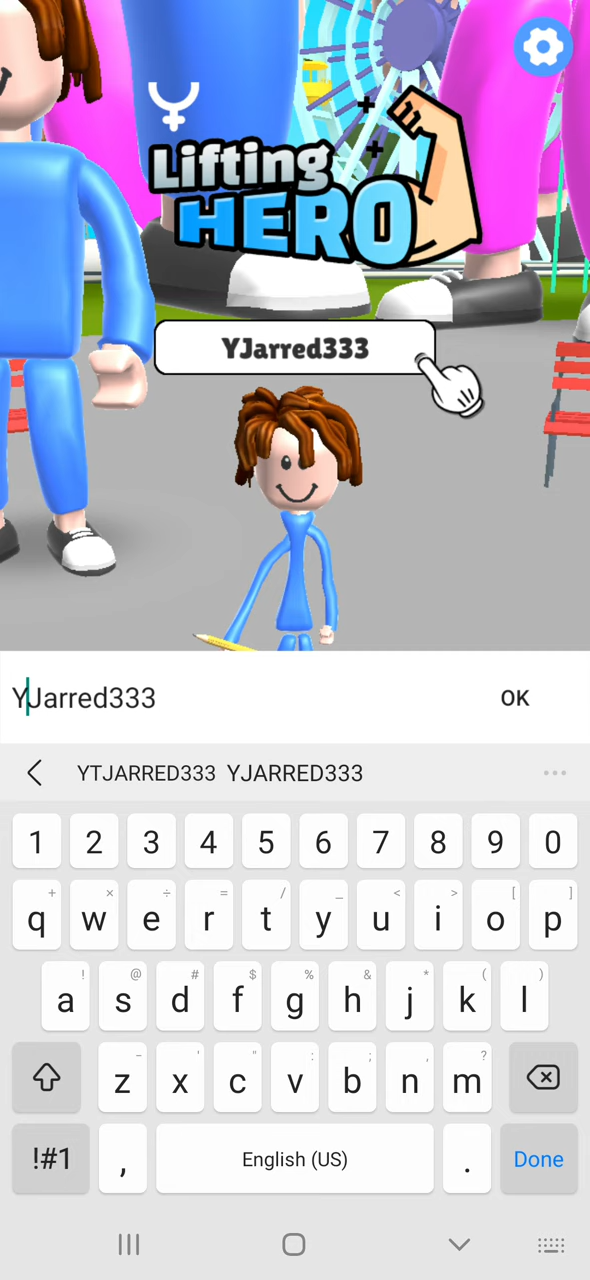 Lifting
HERO
YJarred333
YJarred333
OK
YTJARRED333 YJARRED333
1 2 3 4 5 6 7 8 9 0
+ × ÷ = / _ < > [ ]
q w e r t y u i o p
! @ # $ % & * ( )
a s d f g h j k l
- ' " : ; , ?
z x c v b n m
!#1 , English (US) . Done